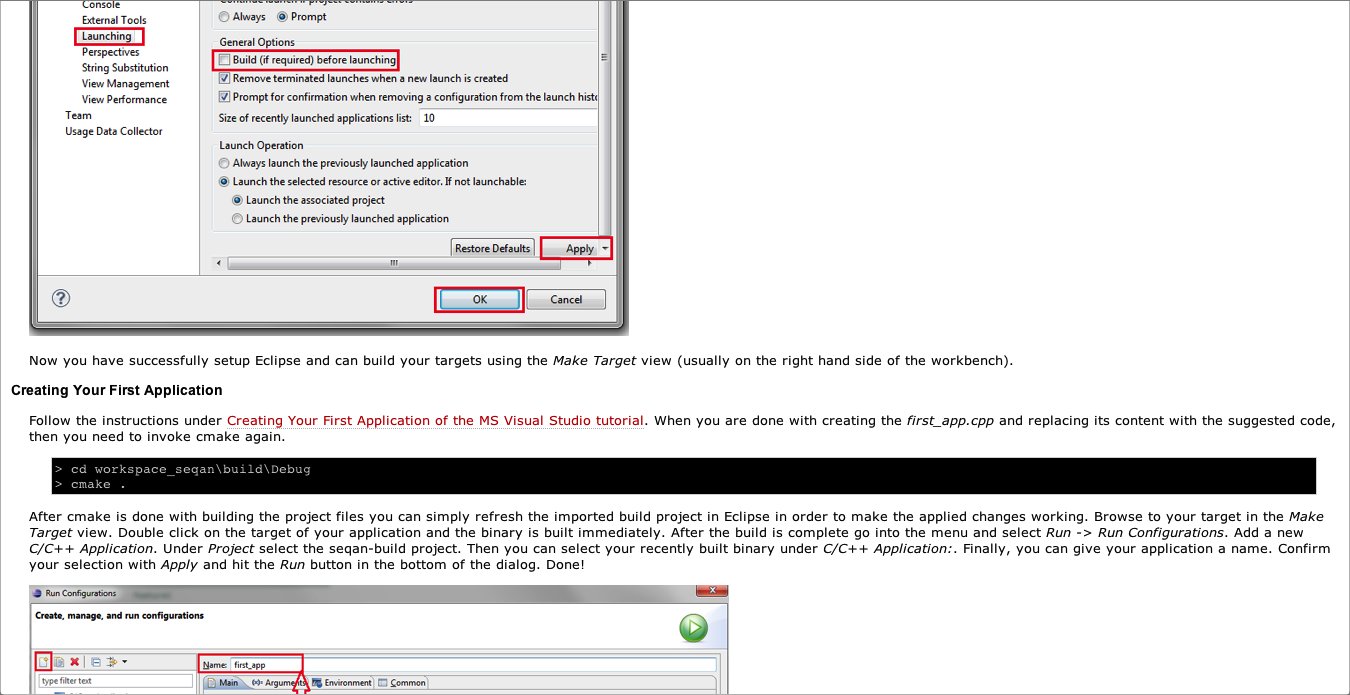 Console
External Tools
Launching
Perspectives
String Substitution
View Management
View Performance
Team
Usage Data Collector
Continue launch if project contains errors
Always Prompt
General Options
Build (if required) before launching
Remove terminated launches when a new launch is created
Prompt for confirmation when removing a configuration from the launch histo
Size of recently launched applications list: 10
Launch Operation
Always launch the previously launched application
Launch the selected resource or active editor. If not launchable:
Launch the associated project
Launch the previously launched application
Restore Defaults Apply
OK Cancel
Now you have successfully setup Eclipse and can build your targets using the Make Target view (usually on the right hand side of the workbench).
Creating Your First Application
Follow the instructions under Creating Your First Application of the MS Visual Studio tutorial. When you are done with creating the first_app.cpp and replacing its content with the suggested code,
then you need to invoke cmake again.
> cd workspace_seqan\build\Debug
> cmake .
After cmake is done with building the project files you can simply refresh the imported build project in Eclipse in order to make the applied changes working. Browse to your target in the Make
Target view. Double click on the target of your application and the binary is built immediately. After the build is complete go into the menu and select Run -> Run Configurations. Add a new
C/C++ Application. Under Project select the seqan-build project. Then you can select your recently built binary under C/C++ Application:. Finally, you can give your application a name. Confirm
your selection with Apply and hit the Run button in the bottom of the dialog. Done!
Run Configurations
Create, manage, and run configurations
Name: first_app
type filter text
Main Arguments Environment Common